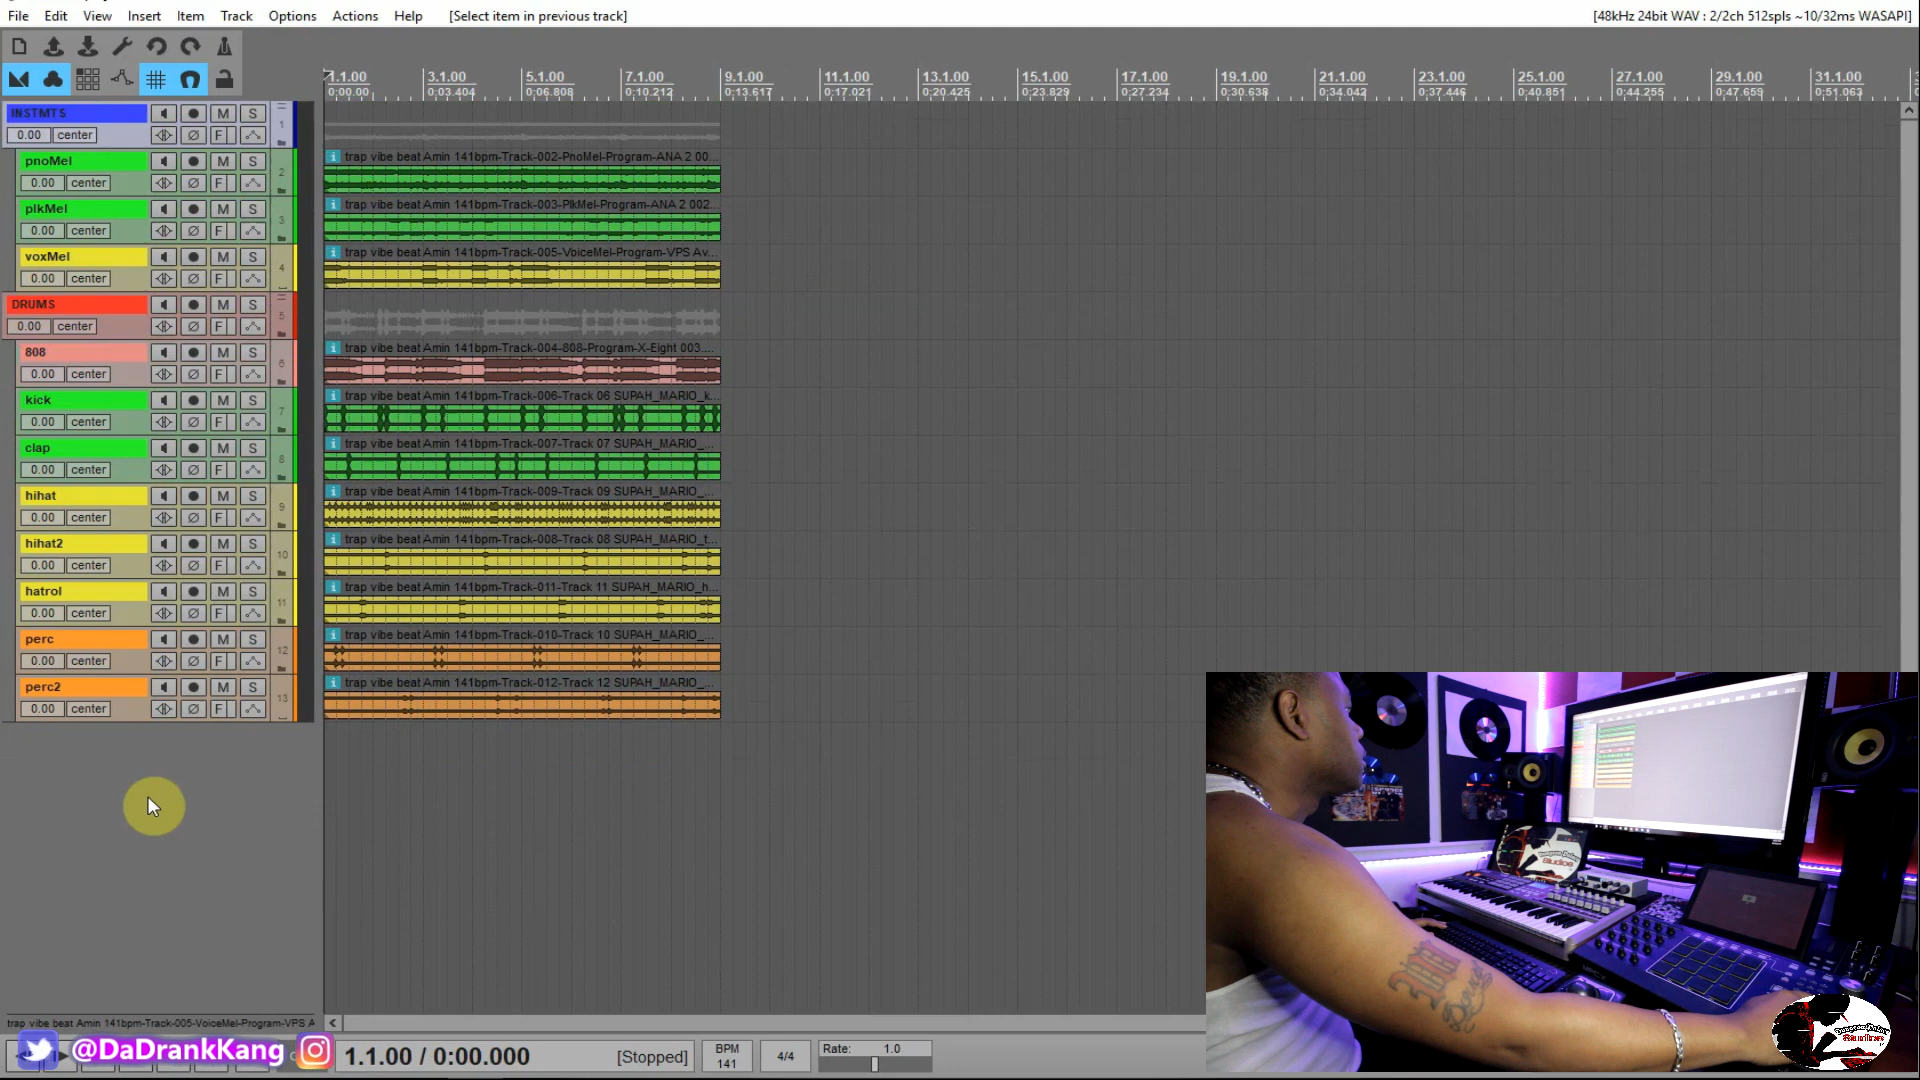 File Edit View Insert Item Track Options Actions Help [Select item in previous track]
[48kHz 24bit WAV : 2/2ch 512spls ~10/32ms WASAPI]
1.1.00 3.1.00 5.1.00 7.1.00 9.1.00 11.1.00 13.1.00 15.1.00 17.1.00 19.1.00 21.1.00 23.1.00 25.1.00 27.1.00 29.1.00 31.1.00
0:00.00 0:03.404 0:06.808 0:10.212 0:13.617 0:17.021 0:20.425 0:23.829 0:27.234 0:30.638 0:34.042 0:37.446 0:40.851 0:44.255 0:47.659 0:51.063
INSTMTS M S 1
0.00 center F
pnoMel M S 2 i trap vibe beat Amin 141bpm-Track-002-PnoMel-Program-ANA 2 00...
0.00 center F
plkMel M S 3 i trap vibe beat Amin 141bpm-Track-003-PlkMel-Program-ANA 2 002...
0.00 center F
voxMel M S 4 i trap vibe beat Amin 141bpm-Track-005-VoiceMel-Program-VPS Av...
0.00 center F
DRUMS M S 5
0.00 center F
808 M S 6 i trap vibe beat Amin 141bpm-Track-004-808-Program-X-Eight 003....
0.00 center F
kick M S 7 i trap vibe beat Amin 141bpm-Track-006-Track 06 SUPAH_MARIO_k...
0.00 center F
clap M S 8 i trap vibe beat Amin 141bpm-Track-007-Track 07 SUPAH_MARIO_...
0.00 center F
hihat M S 9 i trap vibe beat Amin 141bpm-Track-009-Track 09 SUPAH_MARIO_...
0.00 center F
hihat2 M S 10 i trap vibe beat Amin 141bpm-Track-008-Track 08 SUPAH_MARIO_t...
0.00 center F
hatrol M S 11 i trap vibe beat Amin 141bpm-Track-011-Track 11 SUPAH_MARIO_h...
0.00 center F
perc M S 12 i trap vibe beat Amin 141bpm-Track-010-Track 10 SUPAH_MARIO_...
0.00 center F
perc2 M S 13 i trap vibe beat Amin 141bpm-Track-012-Track 12 SUPAH_MARIO_...
0.00 center F
trap vibe beat Amin 141bpm-Track-005-VoiceMel-Program-VPS A
@DaDrankKang
1.1.00 / 0:00.000 [Stopped] BPM 141 4/4 Rate: 1.0